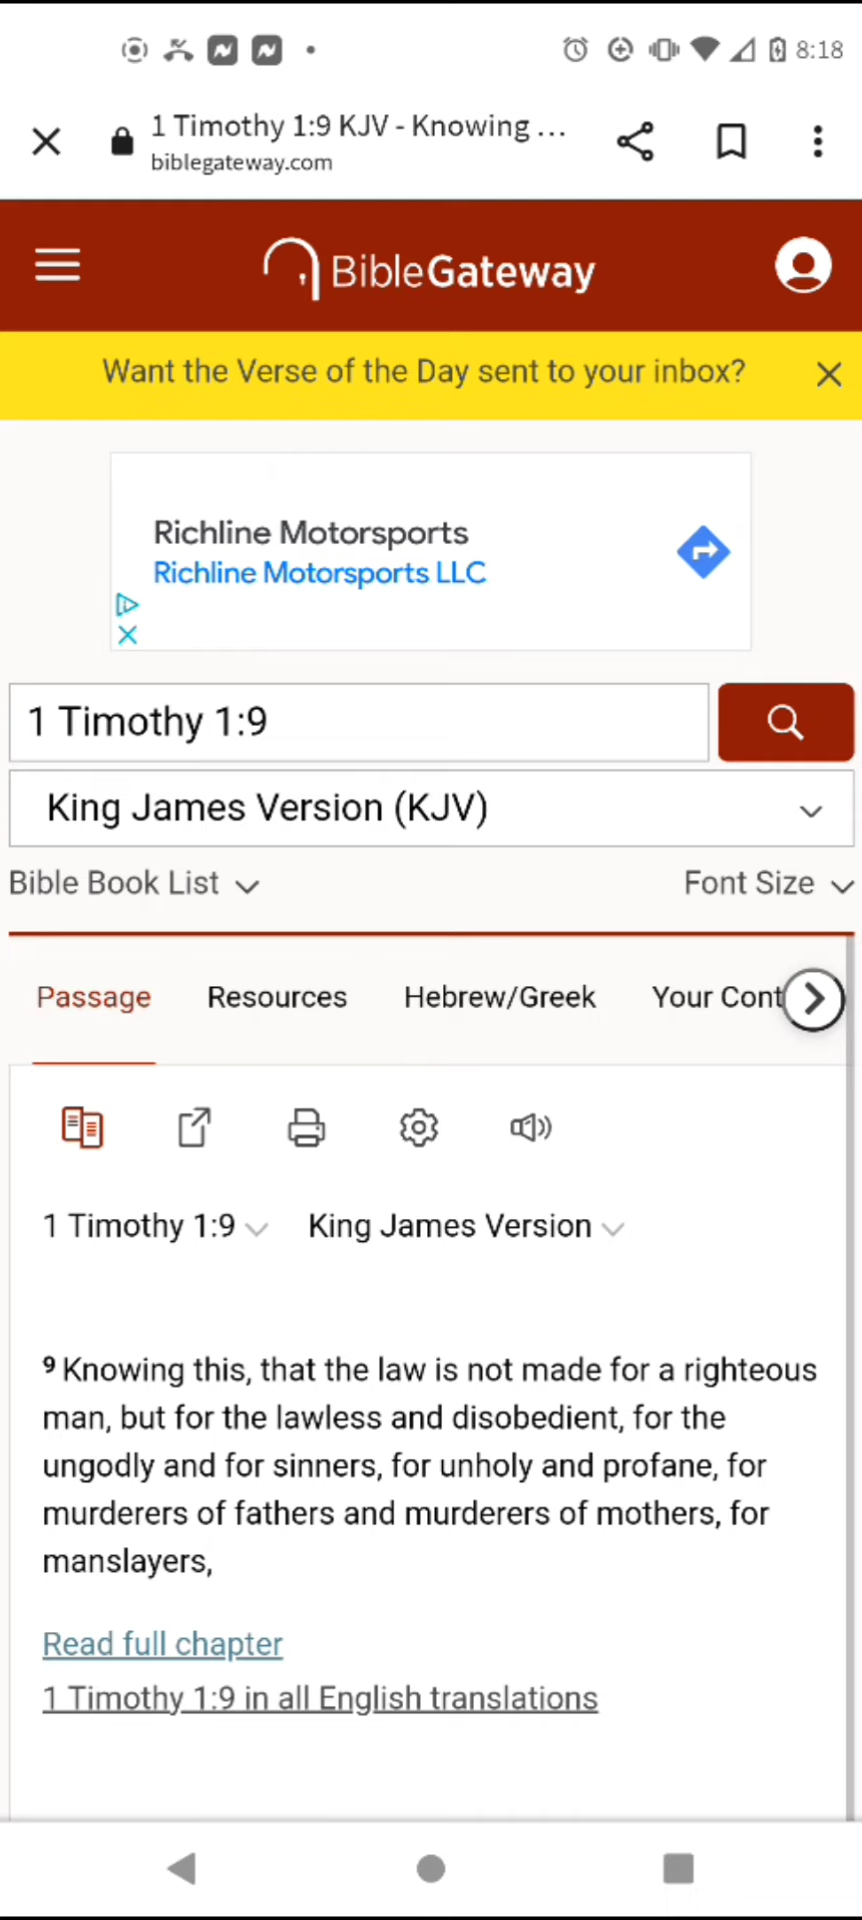 8:18
1 Timothy 1:9 KJV - Knowing ...
biblegateway.com
BibleGateway
Want the Verse of the Day sent to your inbox?
Richline Motorsports
Richline Motorsports LLC
1 Timothy 1:9
King James Version (KJV)
Bible Book List Font Size
Passage Resources Hebrew/Greek Your Cont
1 Timothy 1:9 King James Version
9 Knowing this, that the law is not made for a righteous
man, but for the lawless and disobedient, for the
ungodly and for sinners, for unholy and profane, for
murderers of fathers and murderers of mothers, for
manslayers,
Read full chapter
1 Timothy 1:9 in all English translations